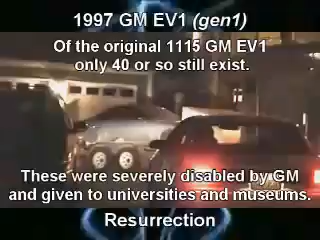 1997 GM EV1 (gen1)
Of the original 1115 GM EV1
only 40 or so still exist.
These were severely disabled by GM
and given to universities and museums.
Resurrection